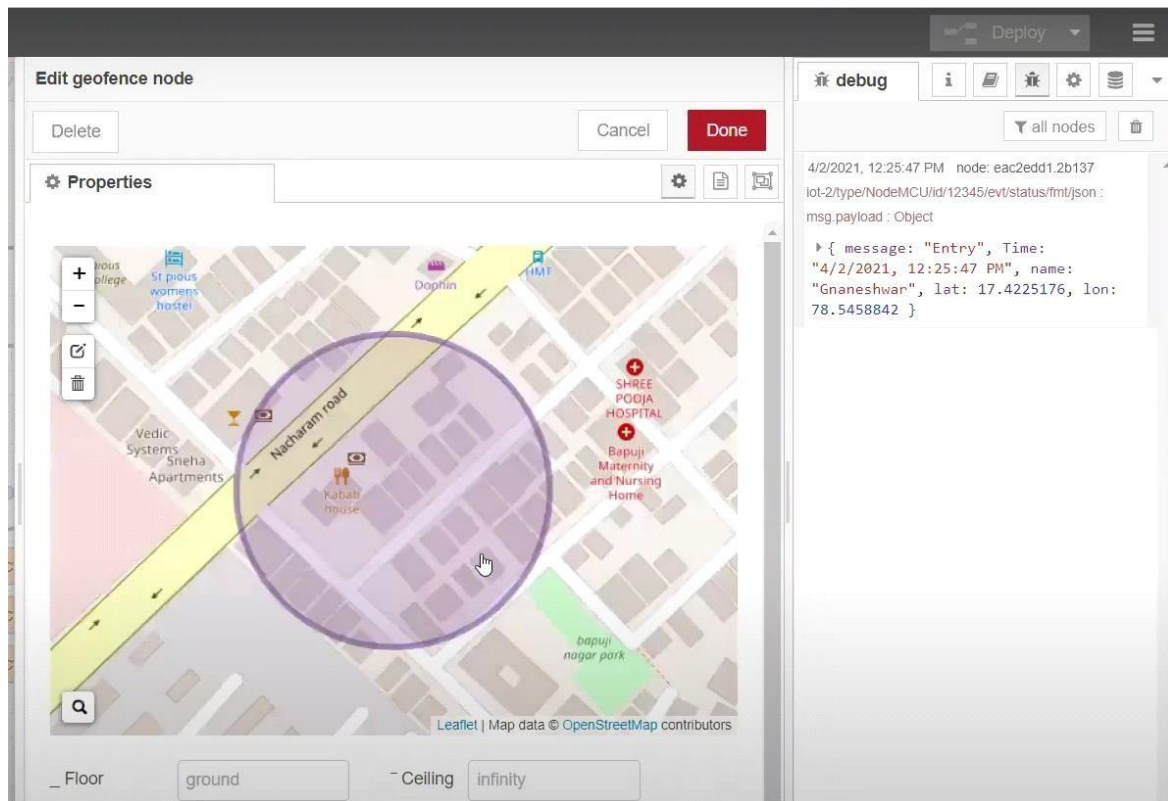 Deploy
Edit geofence node
Delete
Cancel
Done
Properties
St pious
womens
hostel
Dophin
HMT
Nacharam road
Vedic
Systems
Sneha
Apartments
Kabab
house
SHREE
POOJA
HOSPITAL
Bapuji
Maternity
and Nursing
Home
bapuji
nagar park
Leaflet | Map data © OpenStreetMap contributors
Floor
ground
Ceiling
infinity
debug
i
all nodes
4/2/2021, 12:25:47 PM node: eac2edd1.2b137
iot-2/type/NodeMCU/id/12345/evt/status/fmt/json :
msg.payload : Object
{ message: "Entry", Time:
"4/2/2021, 12:25:47 PM", name:
"Gnaneshwar", lat: 17.4225176, lon:
78.5458842 }